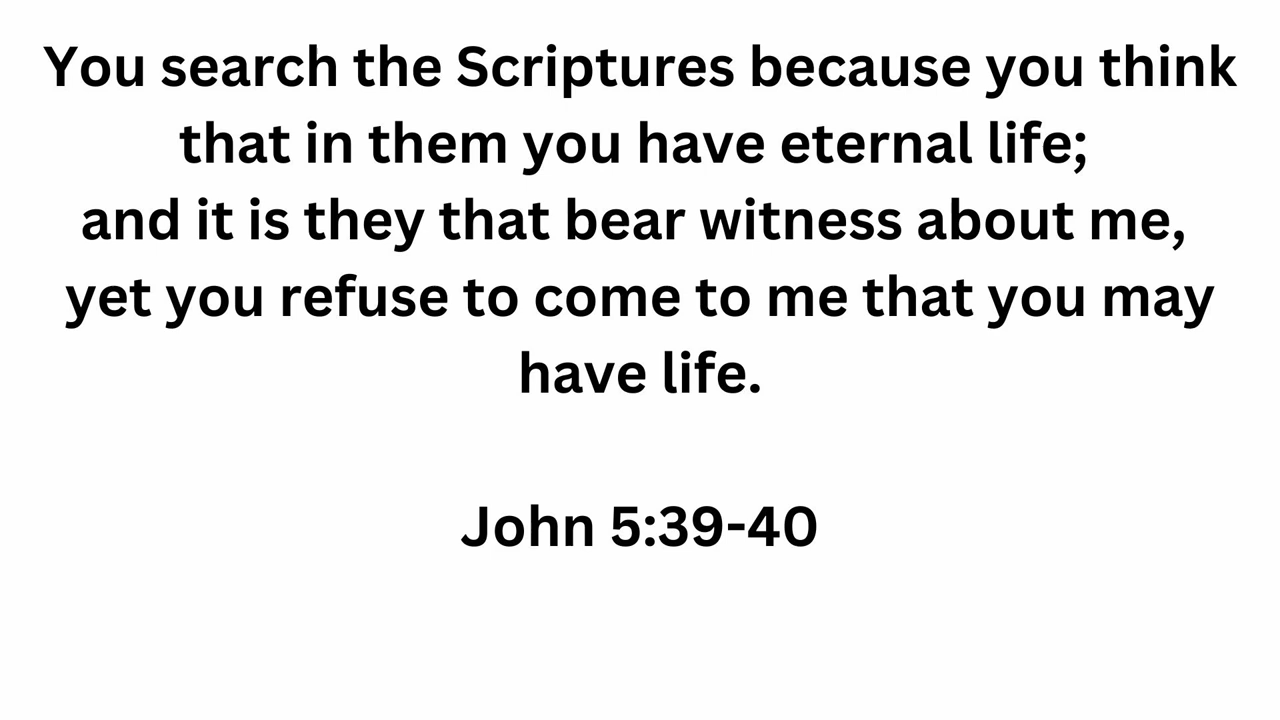 You search the Scriptures because you think
that in them you have eternal life;
and it is they that bear witness about me,
yet you refuse to come to me that you may
have life.
John 5:39-40